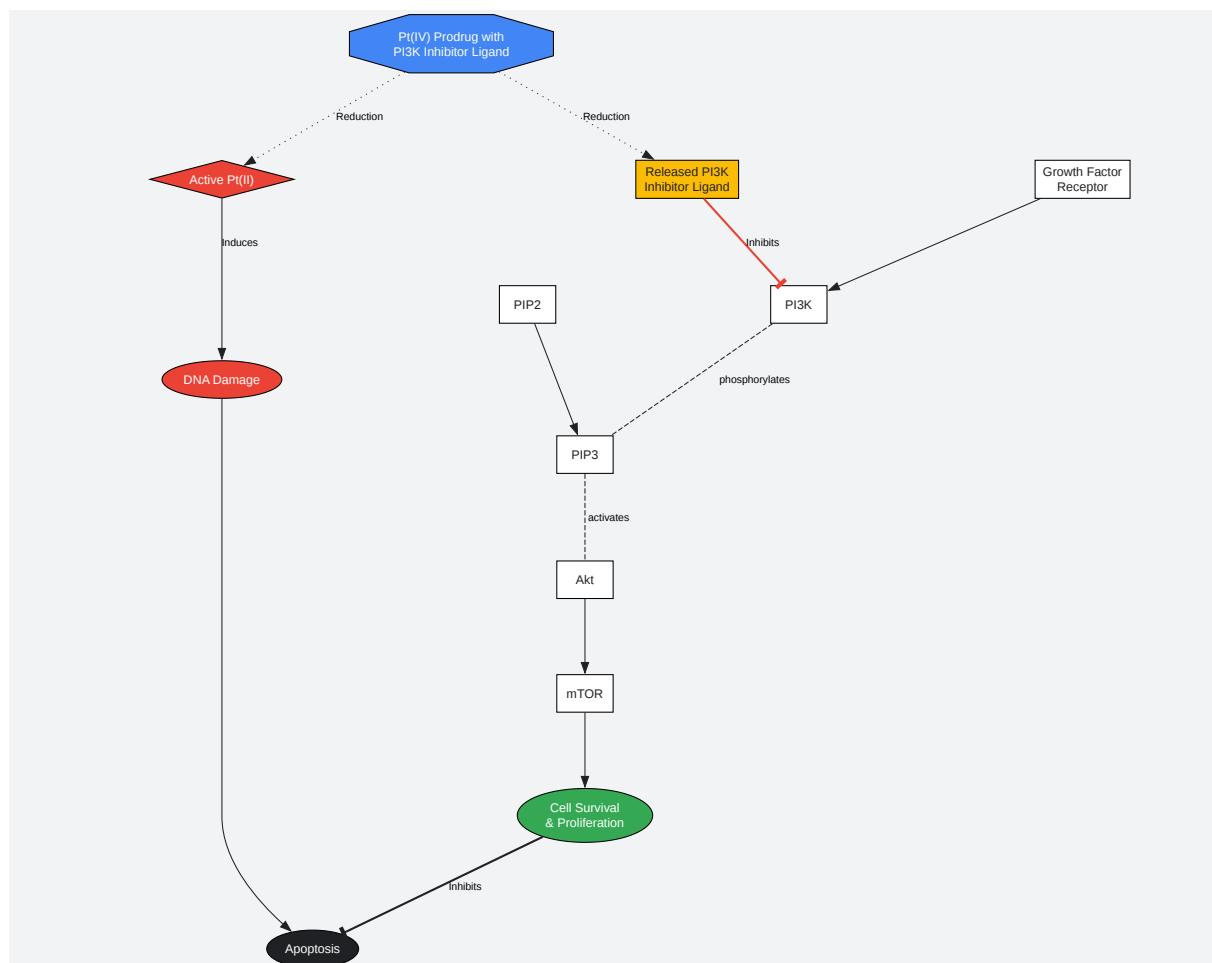 Pt(IV) Prodrug with
PI3K Inhibitor Ligand
Reduction
Reduction
Active Pt(II)
Released PI3K
Inhibitor Ligand
Growth Factor
Receptor
Induces
Inhibits
PIP2
PI3K
DNA Damage
phosphorylates
PIP3
activates
Akt
mTOR
Cell Survival
& Proliferation
Inhibits
Apoptosis